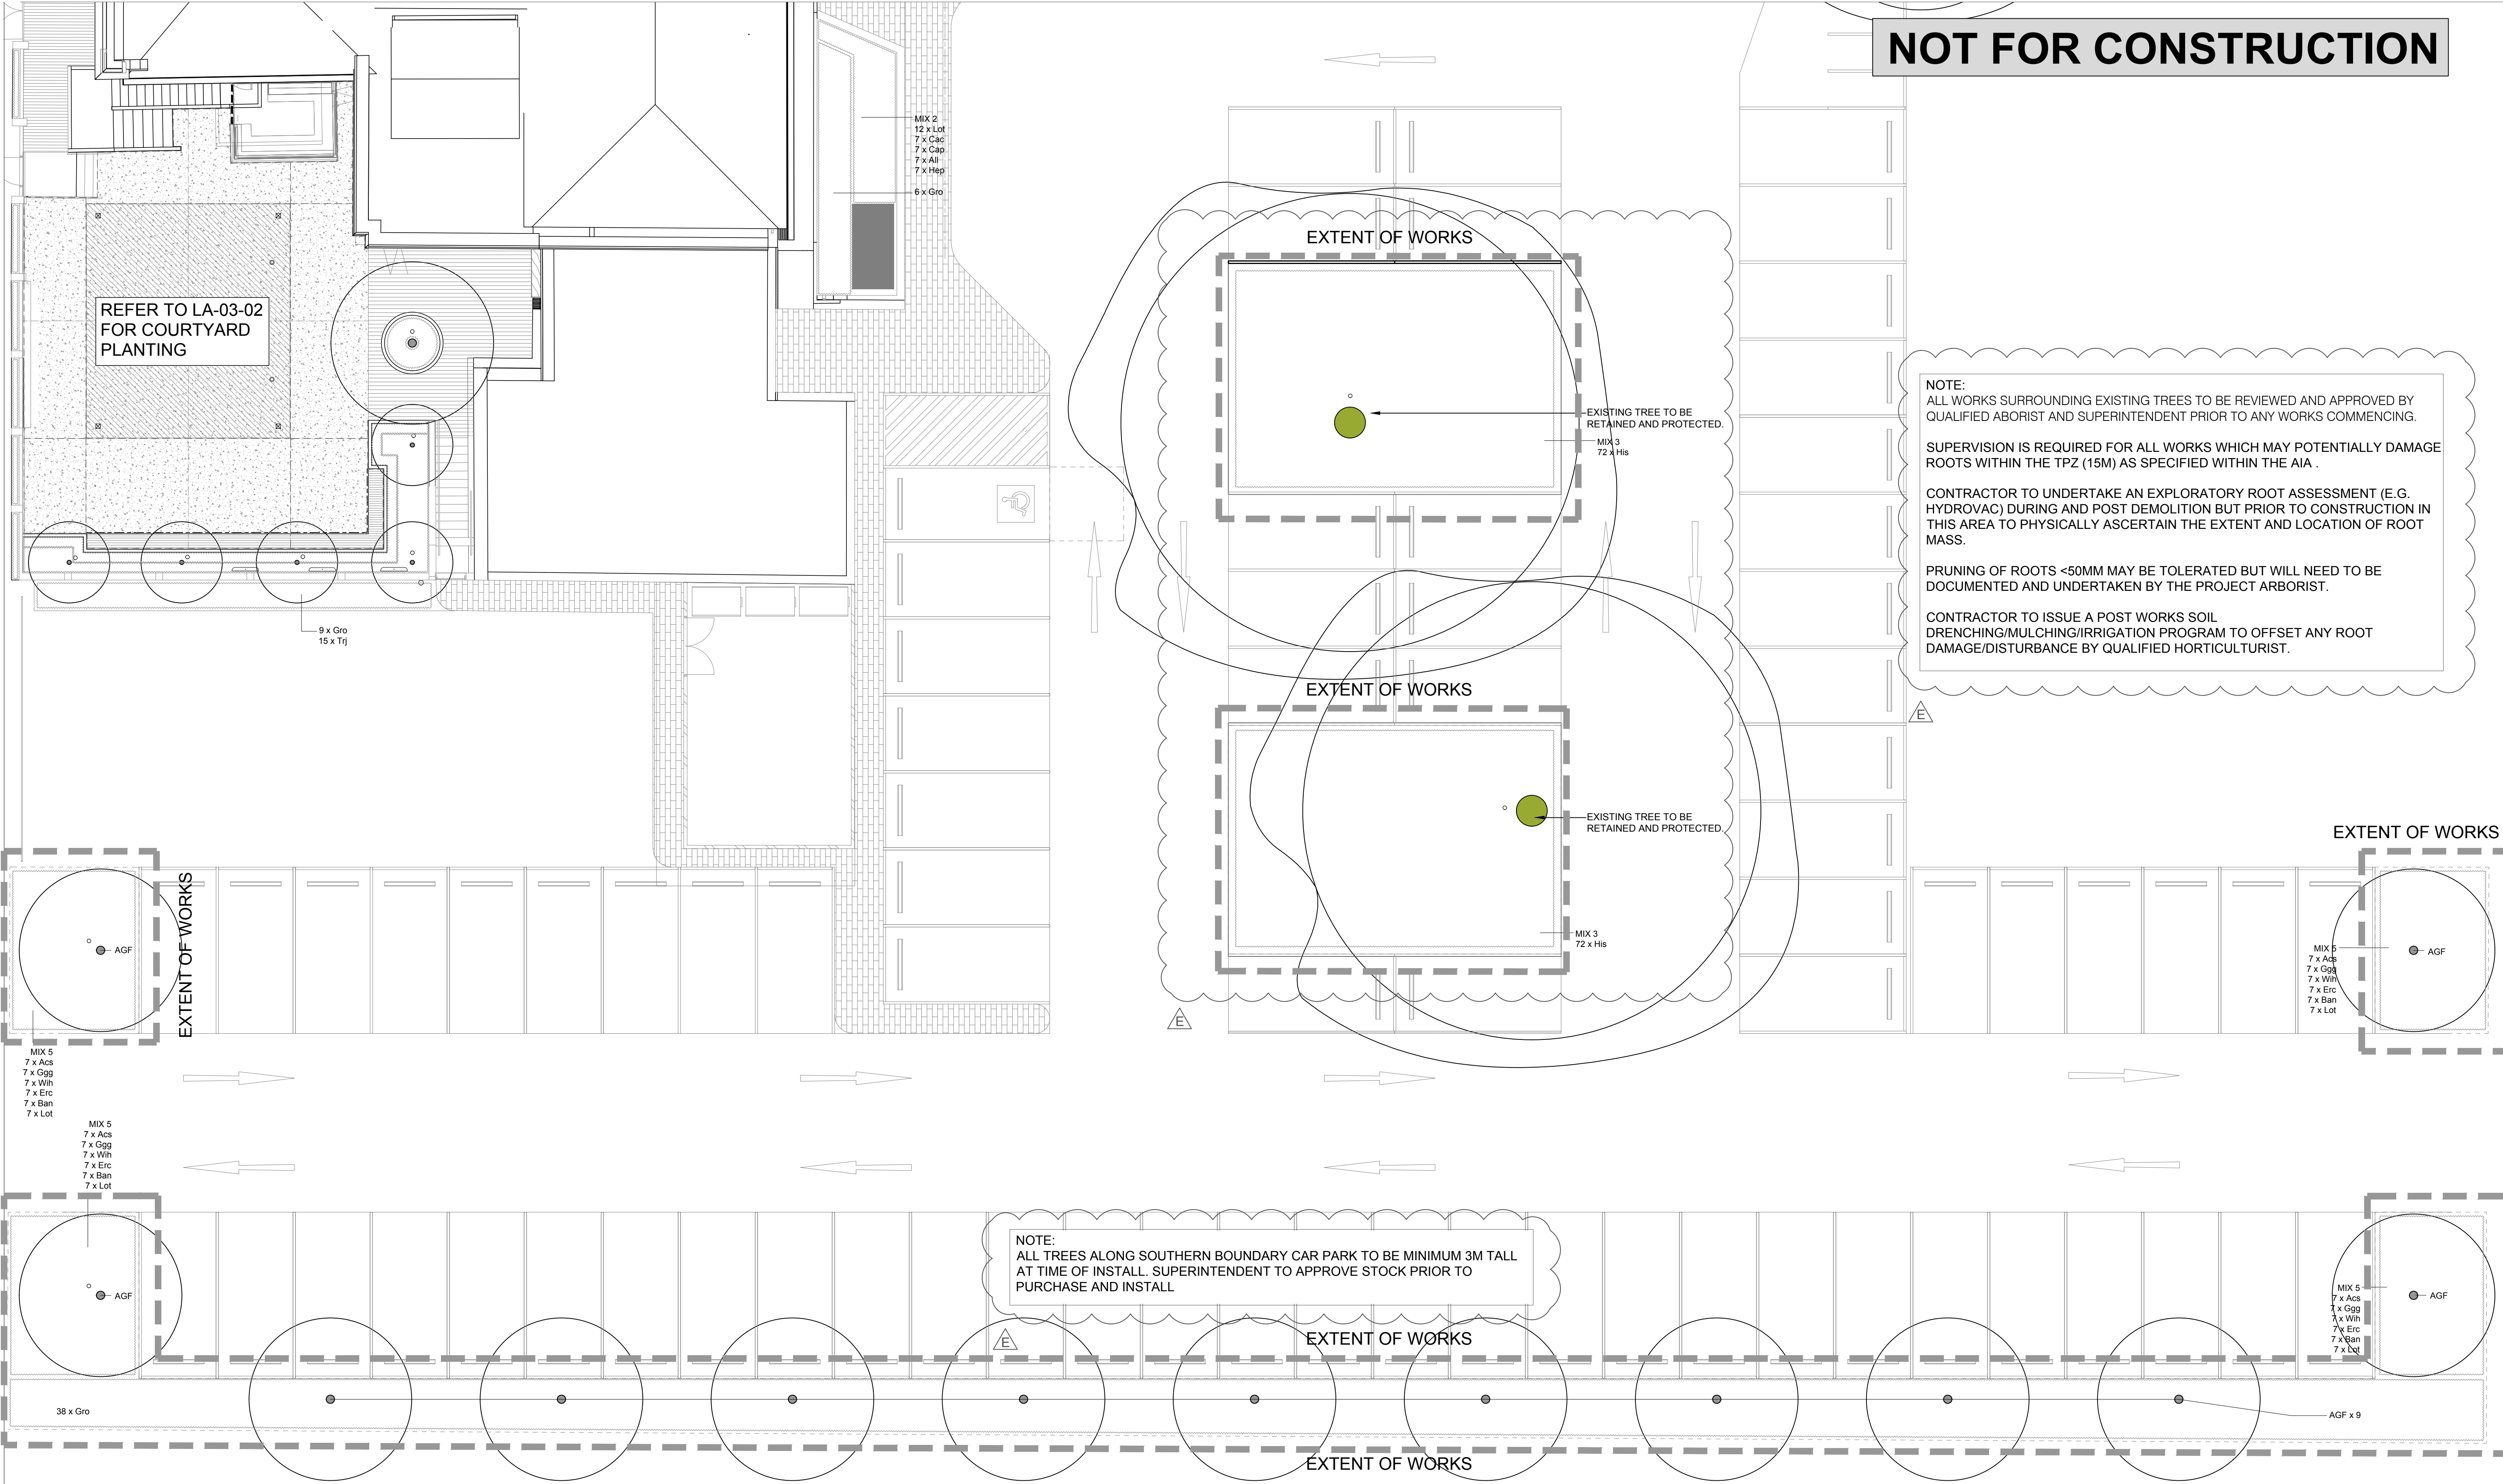 NOT FOR CONSTRUCTION
MIX 2
12 x Lot
7 x Cac
7 x Cap
7 x All
7 x Hep
6 x Gro
EXTENT OF WORKS
REFER TO LA-03-02
FOR COURTYARD
PLANTING
EXISTING TREE TO BE
RETAINED AND PROTECTED.
MIX 3
72 x His
NOTE:
ALL WORKS SURROUNDING EXISTING TREES TO BE REVIEWED AND APPROVED BY
QUALIFIED ABORIST AND SUPERINTENDENT PRIOR TO ANY WORKS COMMENCING.
SUPERVISION IS REQUIRED FOR ALL WORKS WHICH MAY POTENTIALLY DAMAGE
ROOTS WITHIN THE TPZ (15M) AS SPECIFIED WITHIN THE AIA .
CONTRACTOR TO UNDERTAKE AN EXPLORATORY ROOT ASSESSMENT (E.G.
HYDROVAC) DURING AND POST DEMOLITION BUT PRIOR TO CONSTRUCTION IN
THIS AREA TO PHYSICALLY ASCERTAIN THE EXTENT AND LOCATION OF ROOT
MASS.
PRUNING OF ROOTS <50MM MAY BE TOLERATED BUT WILL NEED TO BE
DOCUMENTED AND UNDERTAKEN BY THE PROJECT ARBORIST.
CONTRACTOR TO ISSUE A POST WORKS SOIL
DRENCHING/MULCHING/IRRIGATION PROGRAM TO OFFSET ANY ROOT
DAMAGE/DISTURBANCE BY QUALIFIED HORTICULTURIST.
E
9 x Gro
15 x Trj
EXTENT OF WORKS
EXISTING TREE TO BE
RETAINED AND PROTECTED.
MIX 3
72 x His
E
EXTENT OF WORKS
AGF
EXTENT OF WORKS
MIX 5
7 x Acs
7 x Ggg
7 x Wih
7 x Erc
7 x Ban
7 x Lot
AGF
MIX 5
7 x Acs
7 x Ggg
7 x Wih
7 x Erc
7 x Ban
7 x Lot
MIX 5
7 x Acs
7 x Ggg
7 x Wih
7 x Erc
7 x Ban
7 x Lot
AGF
NOTE:
ALL TREES ALONG SOUTHERN BOUNDARY CAR PARK TO BE MINIMUM 3M TALL
AT TIME OF INSTALL. SUPERINTENDENT TO APPROVE STOCK PRIOR TO
PURCHASE AND INSTALL
E
EXTENT OF WORKS
MIX 5
7 x Acs
7 x Ggg
7 x Wih
7 x Erc
7 x Ban
7 x Lot
AGF
38 x Gro
AGF x 9
EXTENT OF WORKS